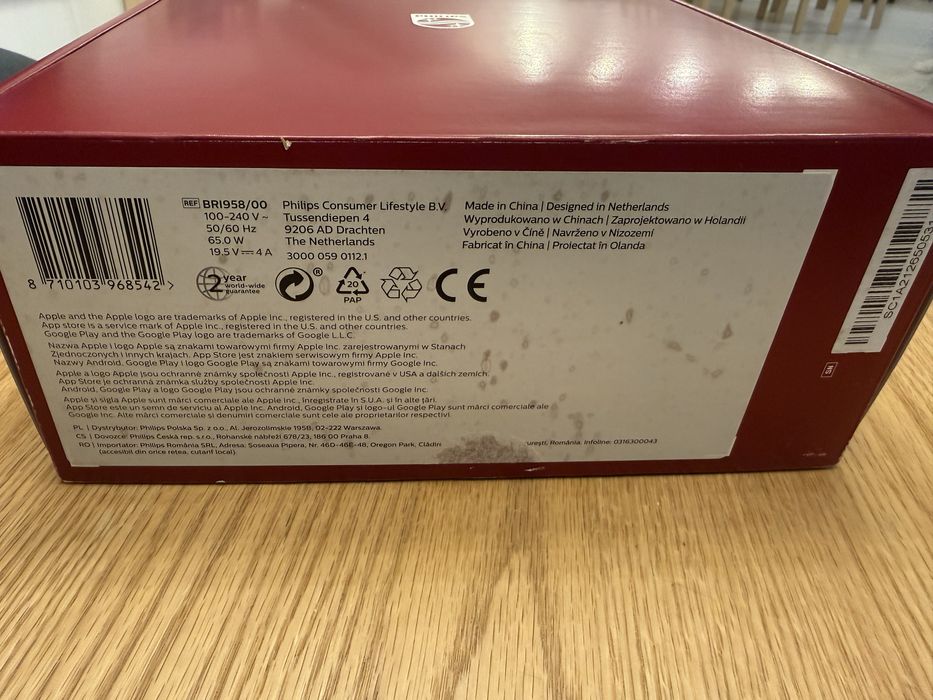 PHILIPS
REF BRI958/00
100-240 V ~
50/60 Hz
65.0 W
19.5 V ⎓ 4 A
8 710103 968542 >
Philips Consumer Lifestyle B.V.
Tussendiepen 4
9206 AD Drachten
The Netherlands
3000 059 0112.1
Made in China | Designed in Netherlands
Wyprodukowano w Chinach | Zaprojektowano w Holandii
Vyrobeno v Číně | Navrženo v Nizozemí
Fabricat în China | Proiectat în Olanda
2 year
world-wide
guarantee
®
20
PAP
CE
Apple and the Apple logo are trademarks of Apple Inc., registered in the U.S. and other countries.
App store is a service mark of Apple Inc., registered in the U.S. and other countries.
Google Play and the Google Play logo are trademarks of Google L.L.C.
Nazwa Apple i logo Apple są znakami towarowymi firmy Apple Inc. zarejestrowanymi w Stanach
Zjednoczonych i innych krajach. App Store jest znakiem serwisowym firmy Apple Inc.
Nazwy Android, Google Play i logo Google Play są znakami towarowymi firmy Google Inc.
Apple a logo Apple jsou ochranné známky společnosti Apple Inc., registrované v USA a dalších zemích.
App Store je ochranná známka služby společnosti Apple Inc.
Android, Google Play a logo Google Play jsou ochranné známky společnosti Google Inc.
Apple și sigla Apple sunt mărci comerciale ale Apple Inc., înregistrate în S.U.A. și în alte țări.
App Store este un semn de serviciu al Apple Inc. Android, Google Play și logo-ul Google Play sunt mărci comerciale ale
Google Inc. Alte mărci comerciale și denumiri comerciale sunt cele ale proprietarilor respectivi.
PL | Dystrybutor: Philips Polska Sp. z o.o., Al. Jerozolimskie 195B, 02-222 Warszawa.
CS | Dovozce: Philips Česká rep. s.r.o., Rohanské nábřeží 678/23, 186 00 Praha 8.
RO | Importator: Philips România SRL, Adresa: Soseaua Pipera, Nr. 46D-46E-48, Oregon Park, Clădir urești, România. Infoline: 0316300043
(accesibil din orice rețea, cu tarif local).
SN
SC1A212650531